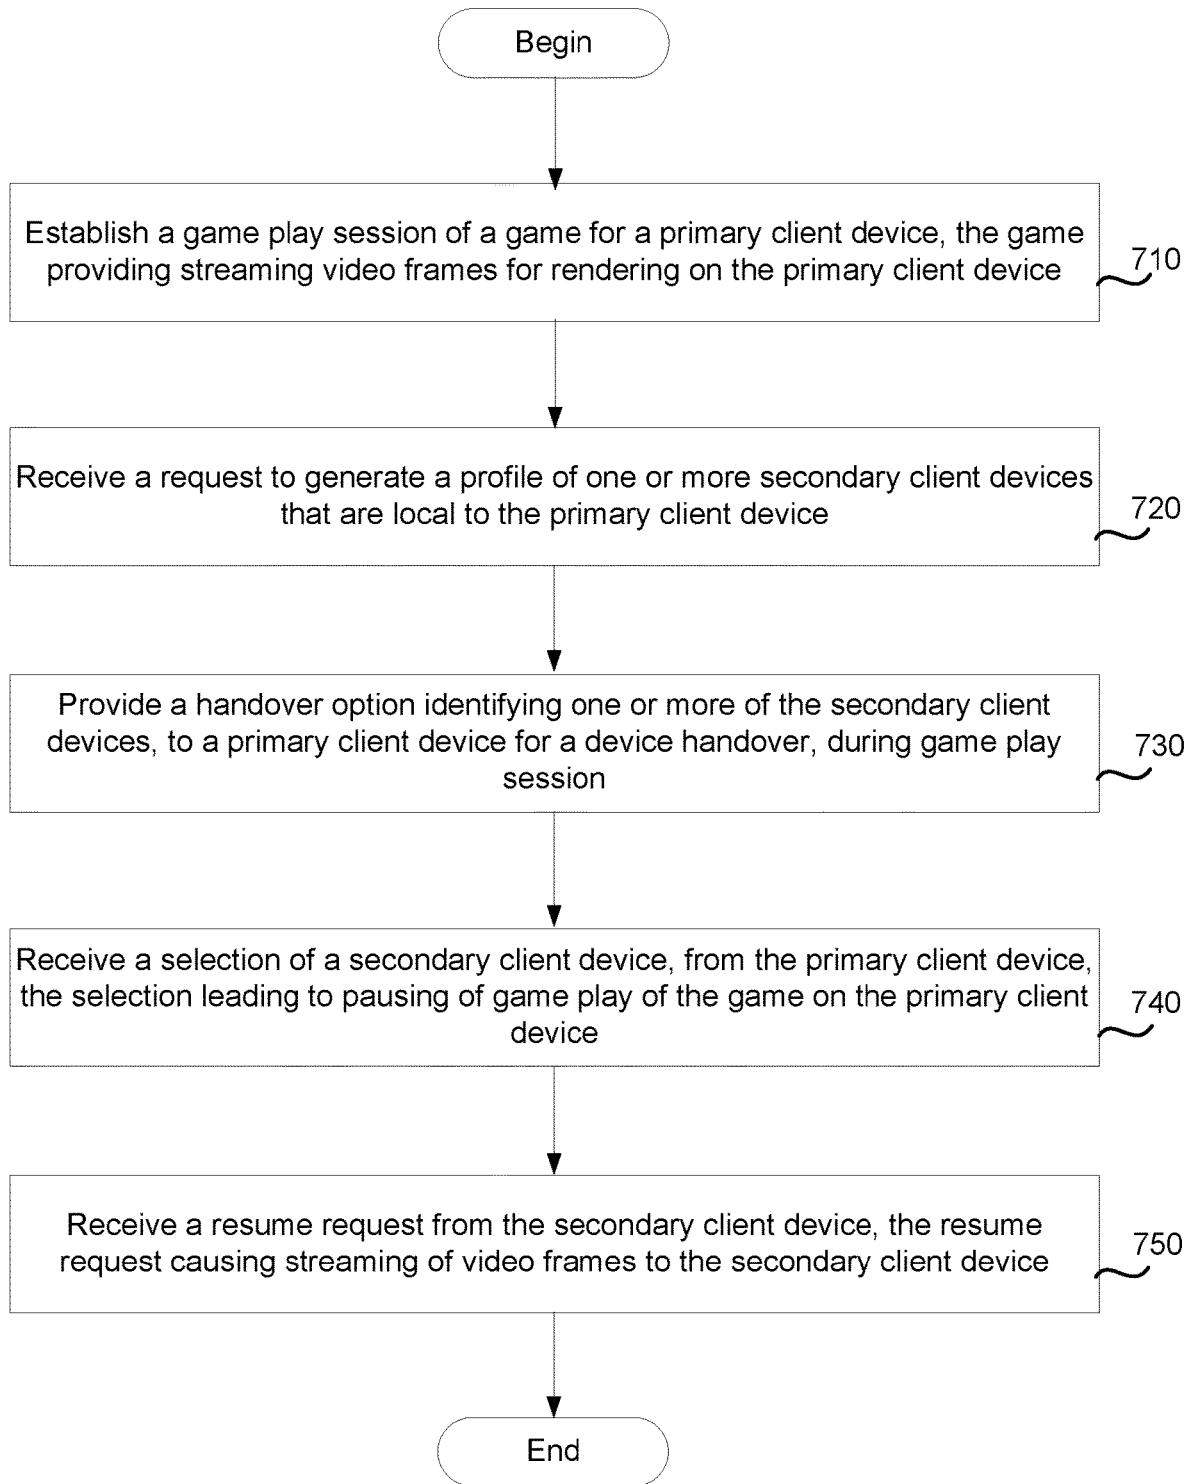 Begin
Establish a game play session of a game for a primary client device, the game
providing streaming video frames for rendering on the primary client device
710
Receive a request to generate a profile of one or more secondary client devices
that are local to the primary client device
720
Provide a handover option identifying one or more of the secondary client
devices, to a primary client device for a device handover, during game play
session
730
Receive a selection of a secondary client device, from the primary client device,
the selection leading to pausing of game play of the game on the primary client
device
740
Receive a resume request from the secondary client device, the resume
request causing streaming of video frames to the secondary client device
750
End